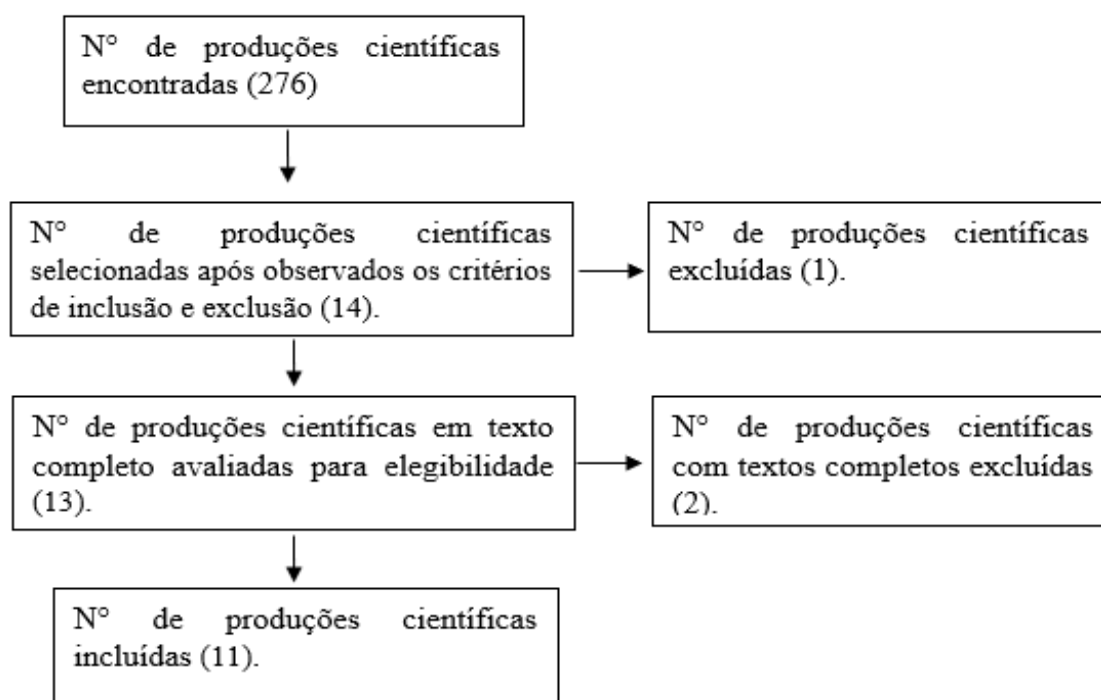 N° de produções científicas
encontradas (276)
N° de produções científicas
selecionadas após observados os critérios
de inclusão e exclusão (14).
N° de produções científicas
excluídas (1).
N° de produções científicas em texto
completo avaliadas para elegibilidade
(13).
N° de produções científicas
com textos completos excluídas
(2).
N° de produções científicas
incluídas (11).